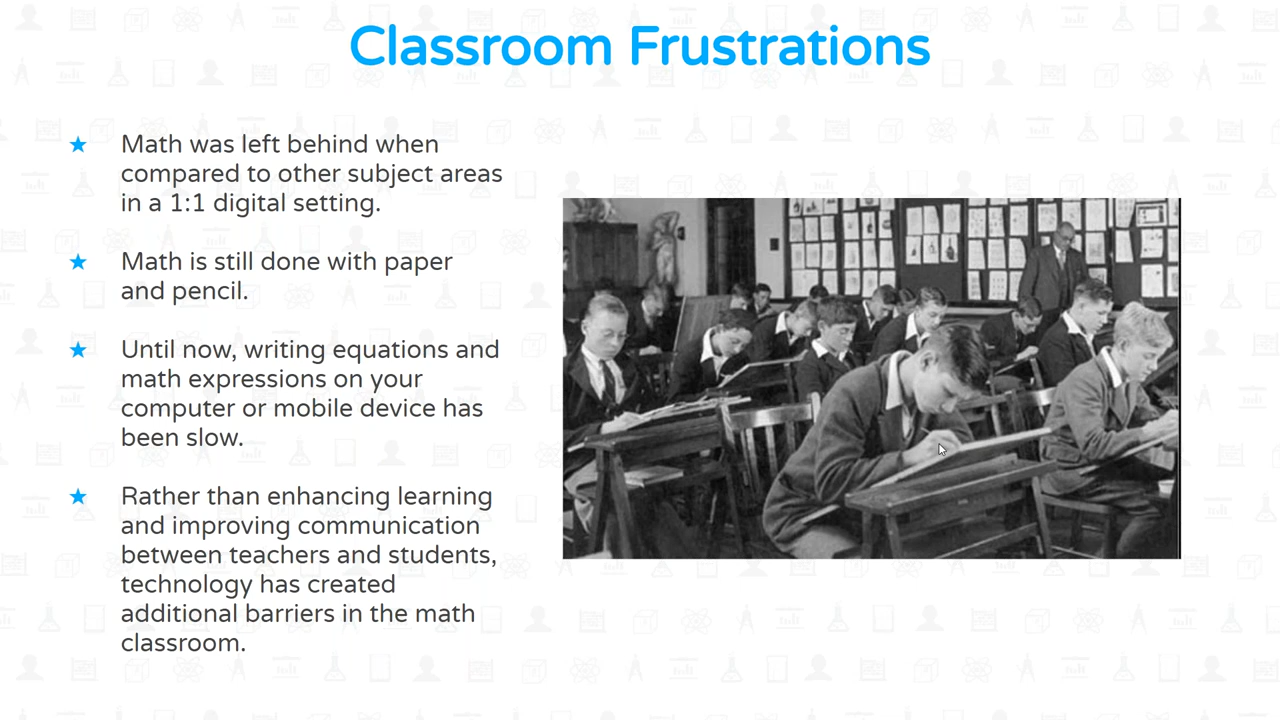 Classroom Frustrations
Math was left behind when
compared to other subject areas
in a 1:1 digital setting.
Math is still done with paper
and pencil.
Until now, writing equations and
math expressions on your
computer or mobile device has
been slow.
Rather than enhancing learning
and improving communication
between teachers and students,
technology has created
additional barriers in the math
classroom.